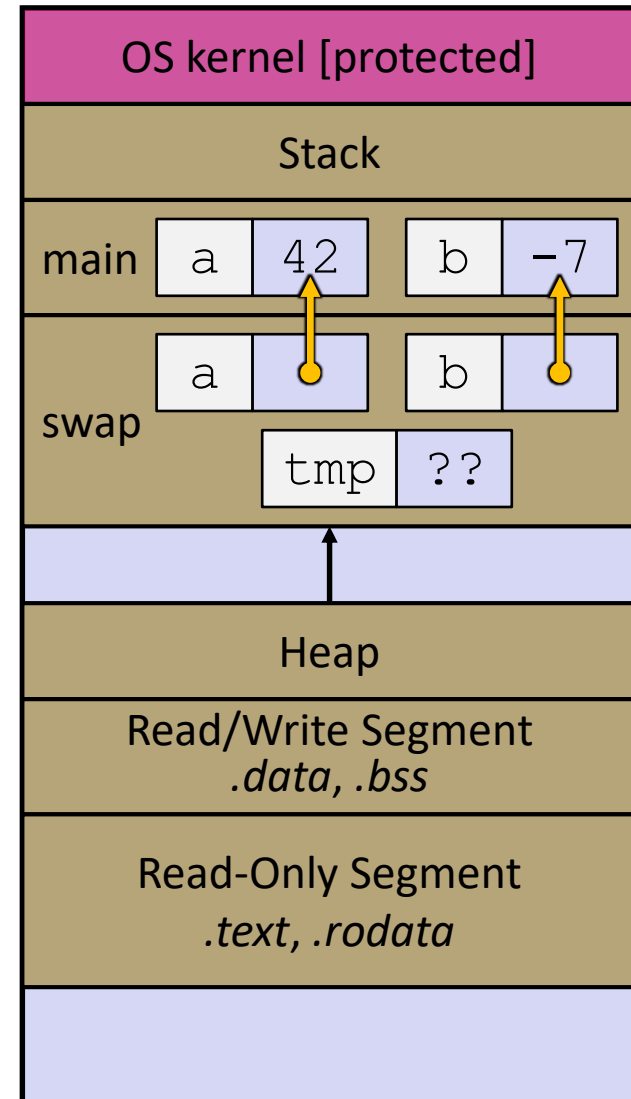 OS kernel [protected]
Stack
main a 42 b -7
a b
swap
tmp ??
Heap
Read/Write Segment
.data, .bss
Read-Only Segment
.text, .rodata